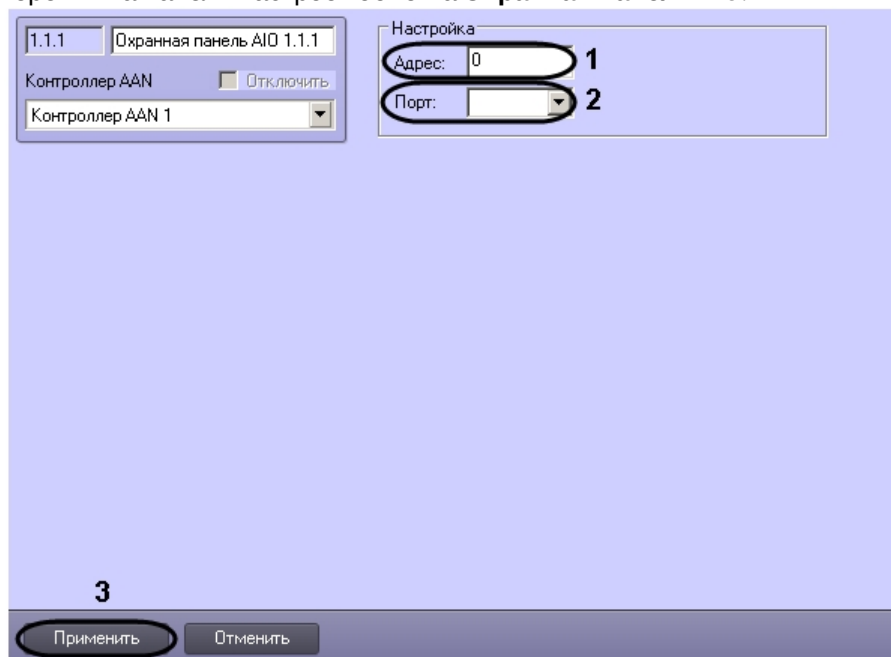 1.1.1 Охранная панель AIO 1.1.1
Контроллер AAN Отключить
Контроллер AAN 1
Настройка
Адрес: 0 1
Порт: 2
3
Применить Отменить